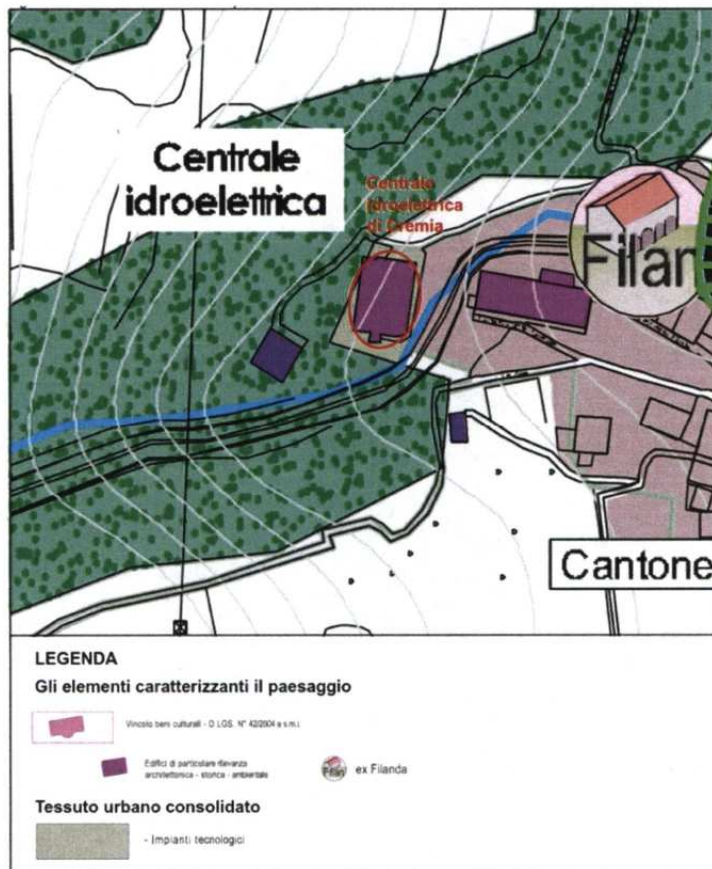 Centrale
idroelettrica
Centrale
idroelettrica
di Cremia
Filan
Cantone
LEGENDA
Gli elementi caratterizzanti il paesaggio
Vincolo beni culturali - D.LGS. N° 42/2004 e s.m.i.
Edifici di particolare rilevanza
architettonica - storica - ambientale
Filan
ex Filanda
Tessuto urbano consolidato
- Impianti tecnologici